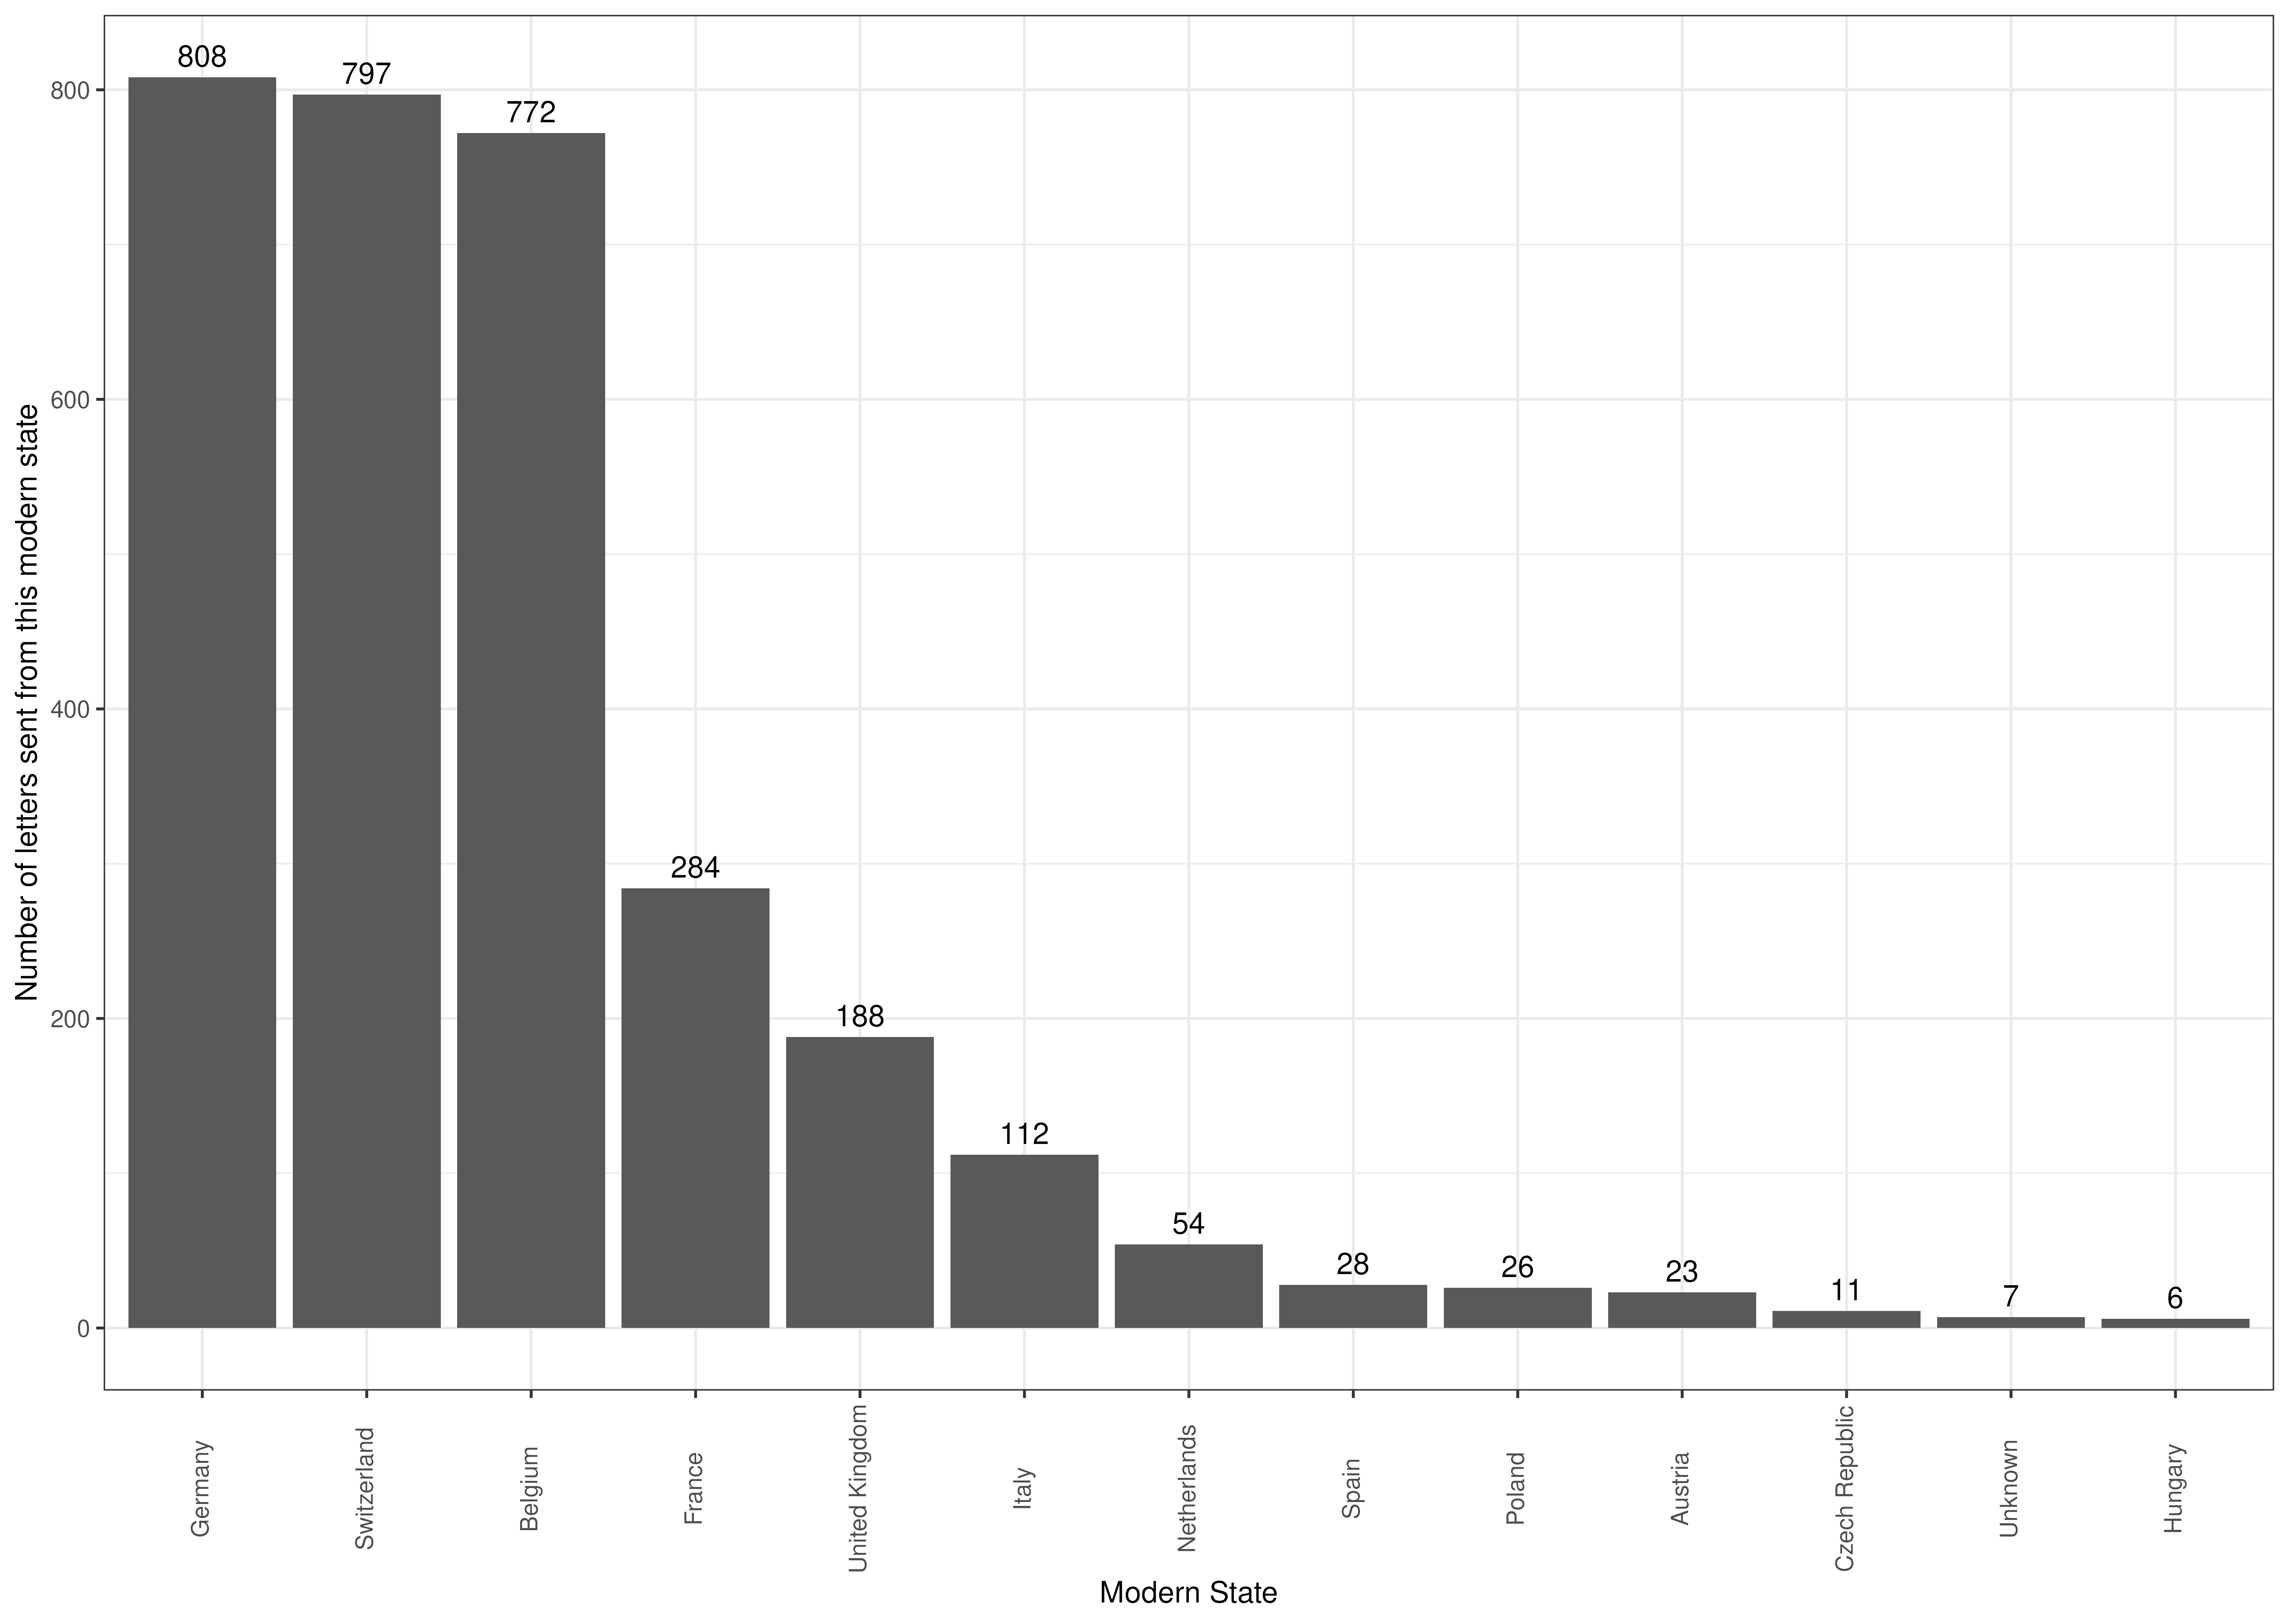 Number of letters sent from this modern state
800
600
400
200
0
808
797
772
284
188
112
54
28
26
23
11
7
6
Germany
Switzerland
Belgium
France
United Kingdom
Italy
Netherlands
Spain
Poland
Austria
Czech Republic
Unknown
Hungary
Modern State